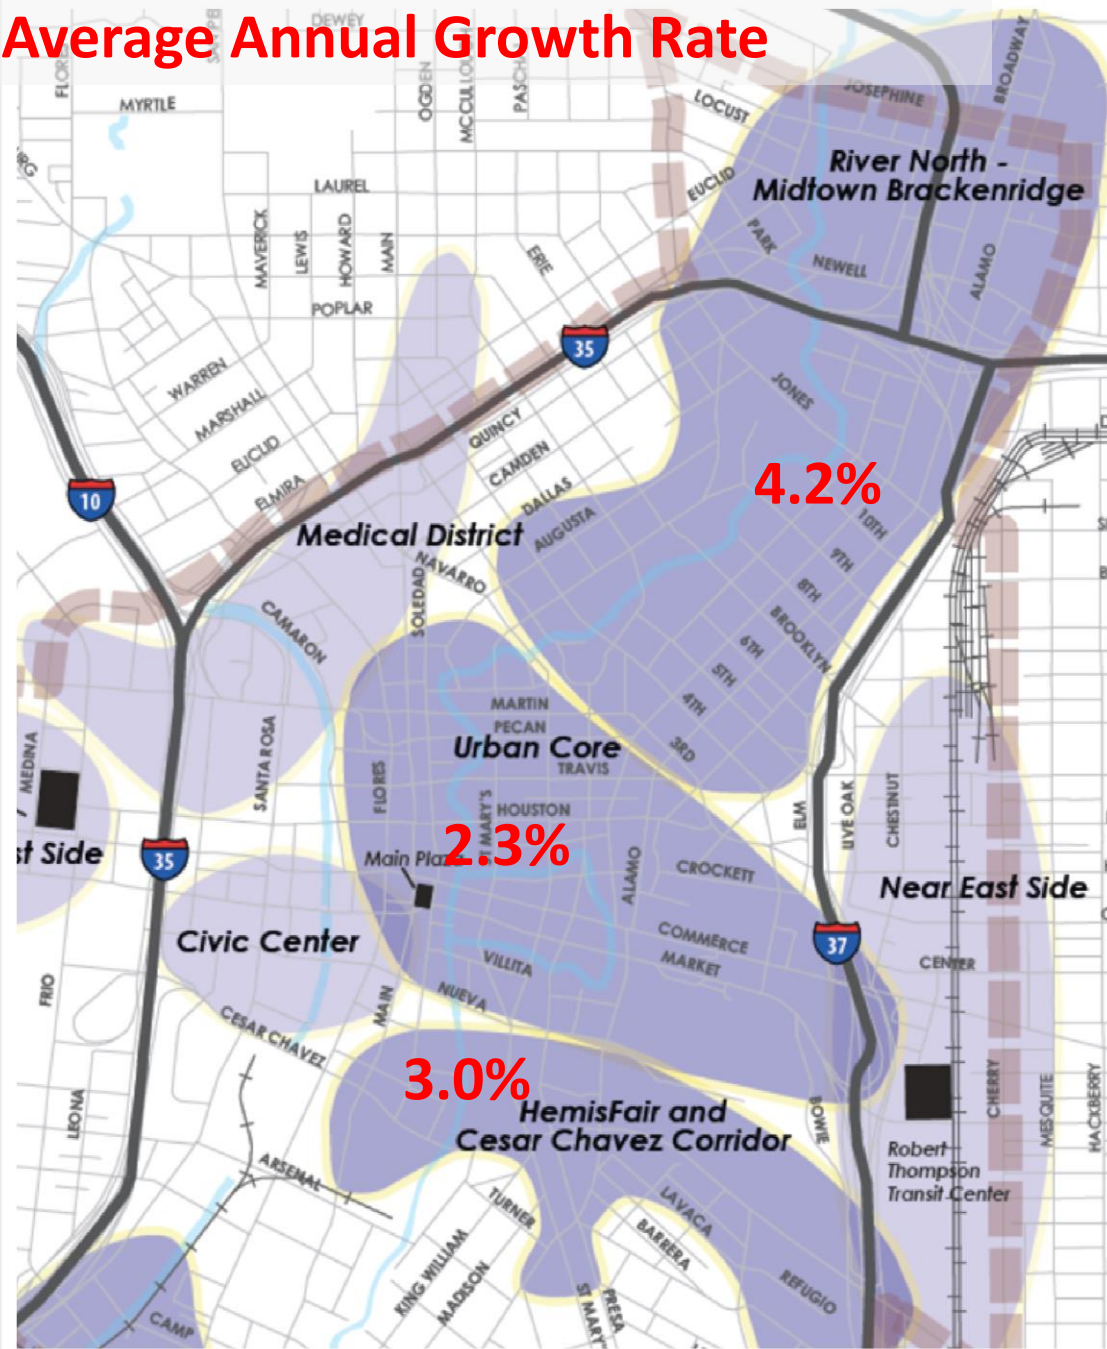 Average Annual Growth Rate
DEWEY
FLORES
OGDEN
MCCULLOUGH
MYRTLE
LOCUST
JOSEPHINE
BROADWAY
River North -
Midtown Brackenridge
EUCLID
LAUREL
MAVERICK
LEWIS
HOWARD
MAIN
ERIE
PARK
NEWELL
ALAMO
POPLAR
35
WARREN
MARSHALL
EUCLID
ELMIRA
QUINCY
CAMDEN
DALLAS
AUGUSTA
JONES
4.2%
10
10TH
9TH
8TH
BROOKLYN
6TH
5TH
4TH
3RD
Medical District
NAVARRO
SOLEDAD
CAMARON
MARTIN
PECAN
Urban Core
TRAVIS
MEDINA
SANTA ROSA
FLORES
ST MARY'S
HOUSTON
2.3%
ELM
LIVE OAK
CHESTNUT
st Side
35
Main Plaza
ALAMO
CROCKETT
Near East Side
Civic Center
COMMERCE
MARKET
37
CENTER
VILLITA
NUEVA
FRIO
MAIN
CESAR CHAVEZ
3.0%
HemisFair and
Cesar Chavez Corridor
BOWIE
CHERRY
MESQUITE
HACKBERRY
LEONA
Robert
Thompson
Transit Center
ARSENAL
TURNER
LAVACA
BARRERA
KING WILLIAM
MADISON
ST MARY'
PRESA
REFUGIO
CAMP